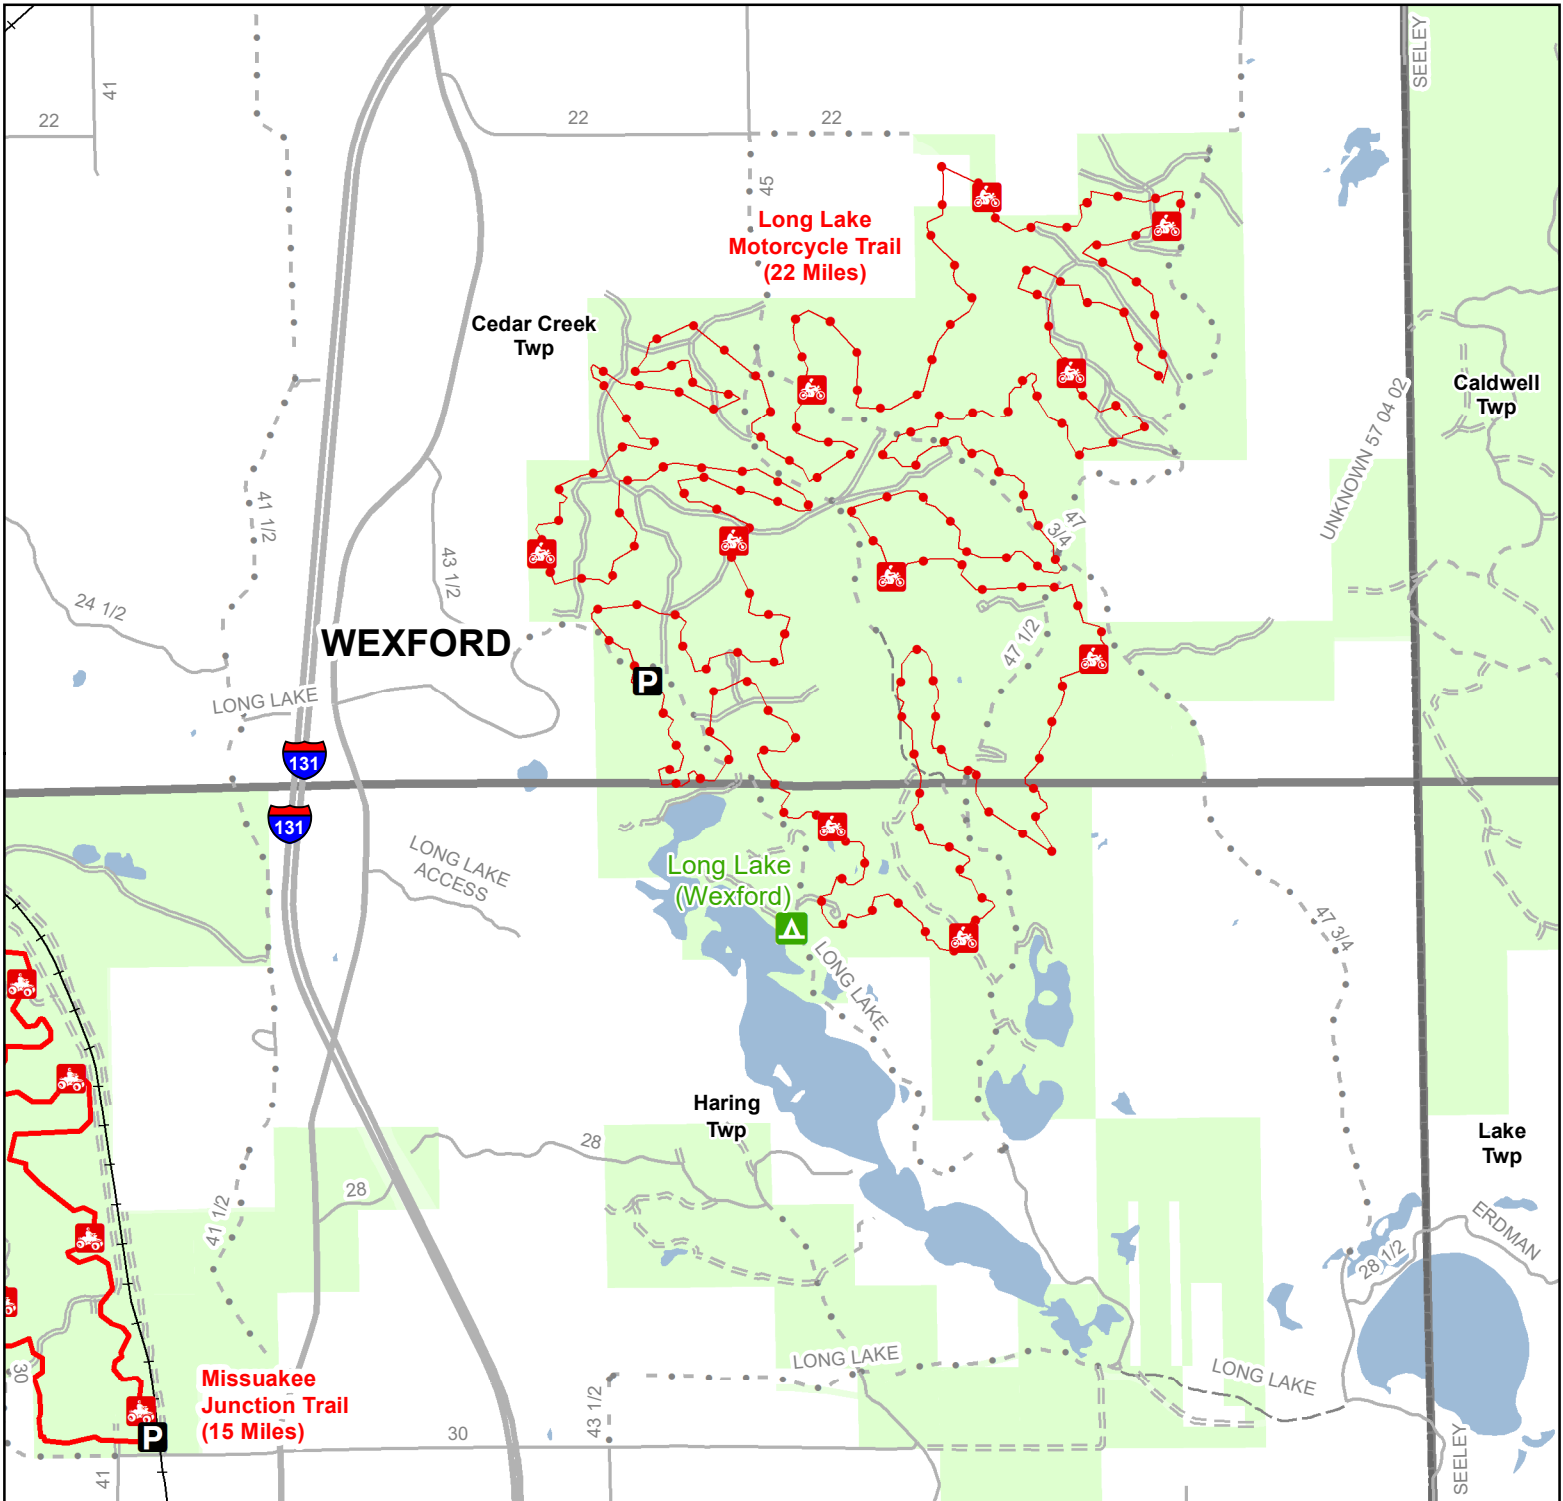 SEELEY
41
22
22
22
45
Long Lake
Motorcycle Trail
(22 Miles)
Cedar Creek
Twp
Caldwell
Twp
UNKNOWN 57 04 02
41 1/2
43 1/2
47
3/4
24 1/2
WEXFORD
47 1/2
P
LONG LAKE
131
131
LONG LAKE
ACCESS
Long Lake
(Wexford)
47 3/4
LONG LAKE
Haring
Twp
Lake
Twp
28
28
41 1/2
ERDMAN
28 1/2
LONG LAKE
LONG LAKE
30
Missuakee
Junction Trail
(15 Miles)
43 1/2
P
30
41
SEELEY